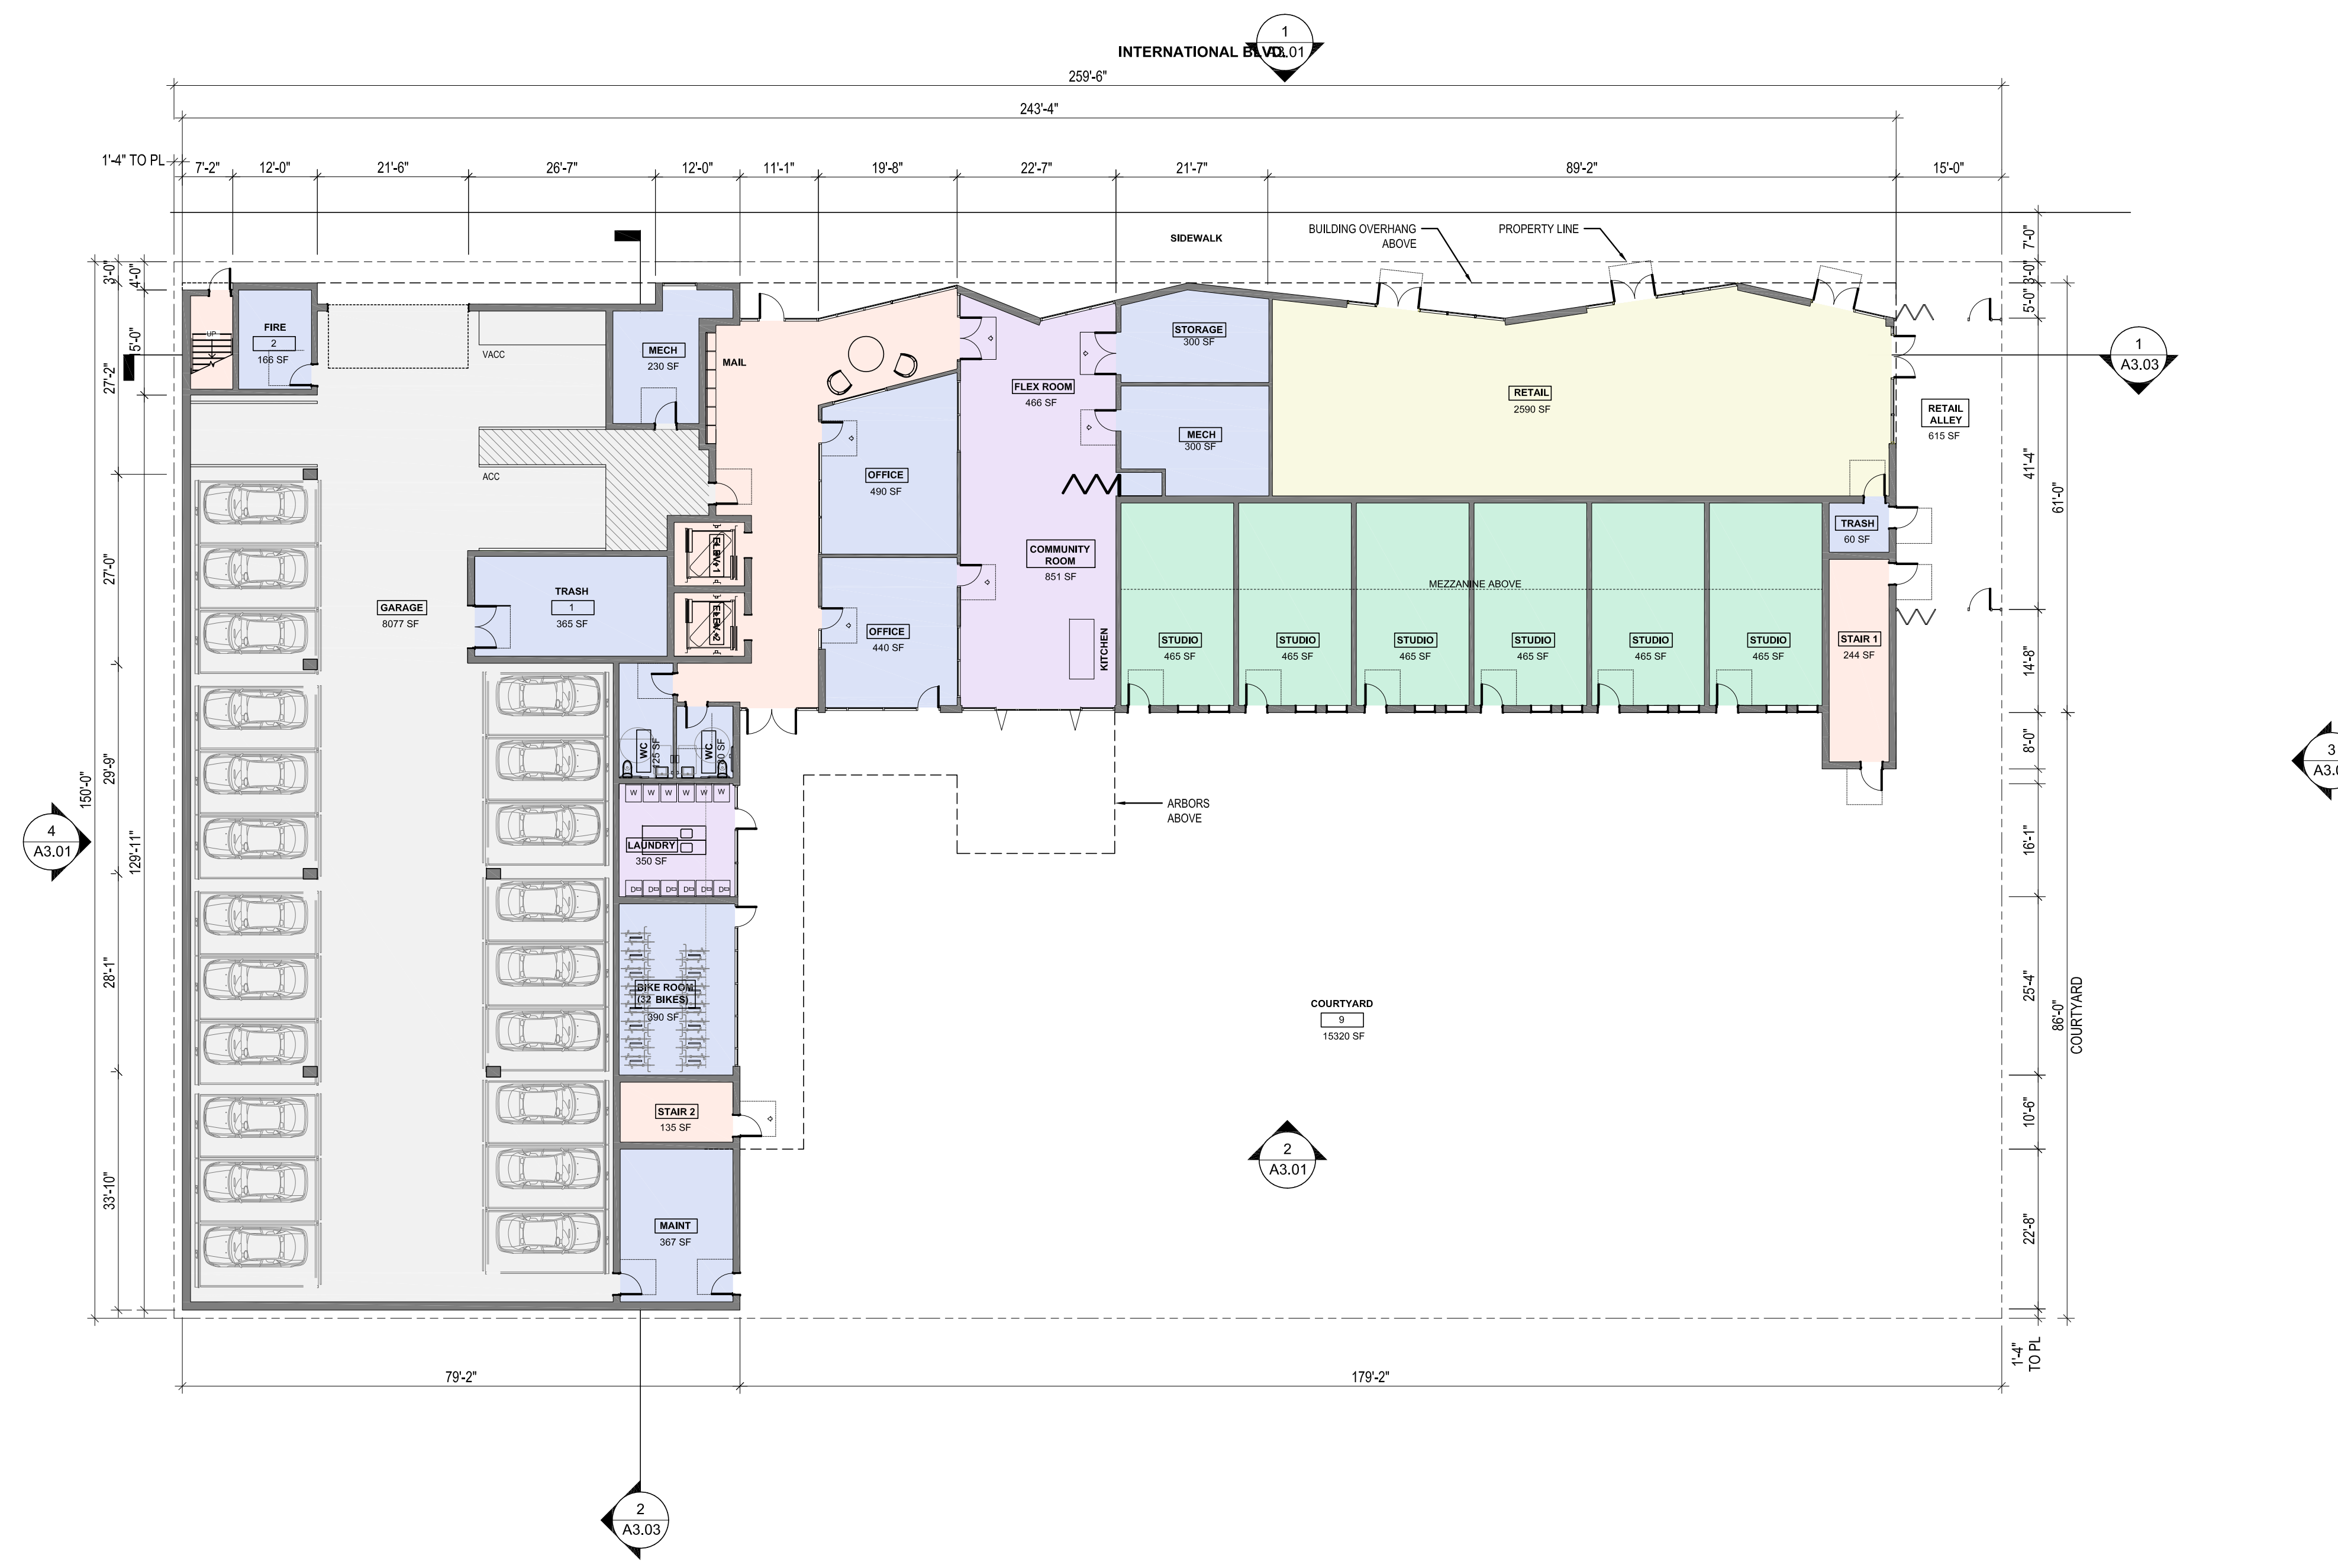 1
INTERNATIONAL BLVD.
A3.01
259'-6"
243'-4"
1'-4" TO PL
7'-2"
12'-0"
21'-6"
26'-7"
12'-0"
11'-1"
19'-8"
22'-7"
21'-7"
89'-2"
15'-0"
SIDEWALK
BUILDING OVERHANG
ABOVE
PROPERTY LINE
7'-0"
3'-0"
5'-0"
41'-4"
61'-0"
14'-8"
8'-0"
16'-1"
25'-4"
86'-0"
COURTYARD
10'-6"
22'-8"
1'-4"
TO PL
3'-0"
4'-0"
27'-2"
27'-0"
29'-9"
150'-0"
129'-11"
28'-1"
33'-10"
UP
FIRE
2
166 SF
VACC
ACC
MECH
230 SF
MAIL
FLEX ROOM
466 SF
STORAGE
300 SF
MECH
300 SF
RETAIL
2590 SF
RETAIL
ALLEY
615 SF
1
A3.03
OFFICE
490 SF
COMMUNITY
ROOM
851 SF
TRASH
60 SF
MEZZANINE ABOVE
GARAGE
8077 SF
TRASH
1
365 SF
OFFICE
440 SF
KITCHEN
STUDIO
465 SF
STUDIO
465 SF
STUDIO
465 SF
STUDIO
465 SF
STUDIO
465 SF
STUDIO
465 SF
STAIR 1
244 SF
WC
125 SF
WC
W W W W W W
LAUNDRY
350 SF
D D D D D D
ARBORS
ABOVE
4
A3.01
3
BIKE ROOM
(32 BIKES)
390 SF
COURTYARD
9
15320 SF
STAIR 2
135 SF
2
A3.01
MAINT
367 SF
79'-2"
179'-2"
2
A3.03